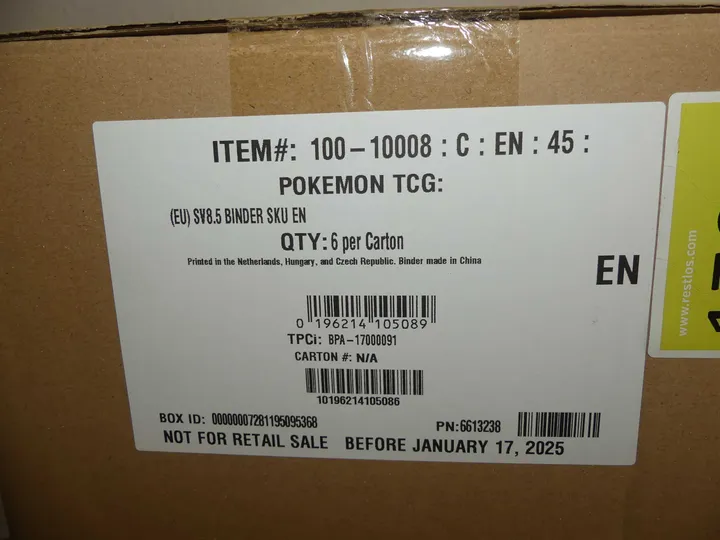 ITEM#: 100-10008 : C : EN : 45 :
POKEMON TCG:
(EU) SV8.5 BINDER SKU EN
QTY: 6 per Carton
Printed in the Netherlands, Hungary, and Czech Republic. Binder made in China
EN
0 196214 105089
TPCi: BPA-17000091
CARTON #: N/A
10196214105086
BOX ID: 00000007281195095368
PN:6613238
NOT FOR RETAIL SALE BEFORE JANUARY 17, 2025
www.restlos.com